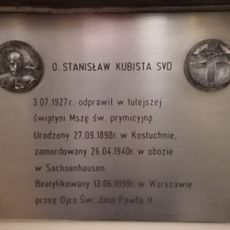 O. STANISŁAW KUBISTA SVD
3.07.1927r. odprawił w tutejszej
świątyni Mszę św. prymicyjną.
Urodzony 27.09.1898r. w Kostuchnie,
zamordowany 26.04.1940r. w obozie
w Sachsenhausen.
Beatyfikowany 13.06.1999r. w Warszawie
przez Ojca Św. Jana Pawła II.